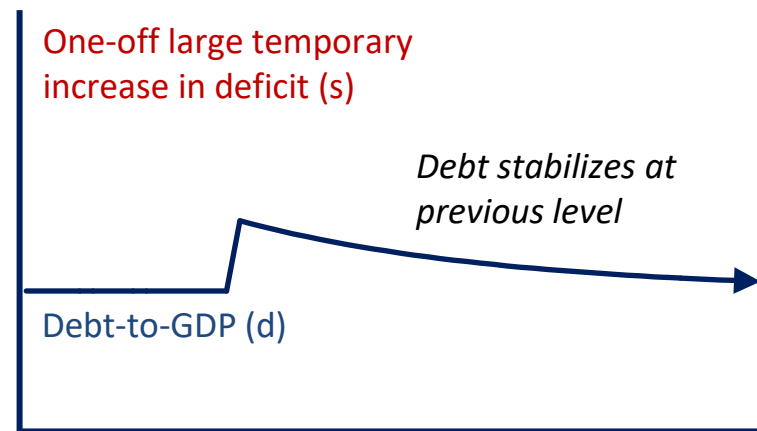 One-off large temporary
increase in deficit (s)
Debt stabilizes at
previous level
Debt-to-GDP (d)